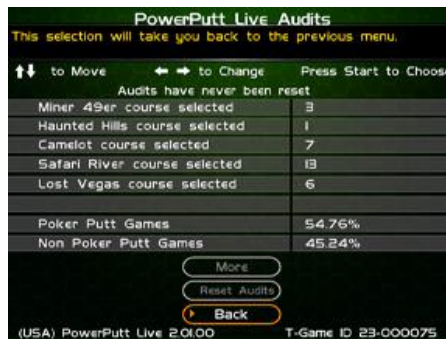 PowerPutt Live Audits
This selection will take you back to the previous menu.
to Move to Change Press Start to Choose
Audits have never been reset
Miner 49er course selected 3
Haunted Hills course selected 1
Camelot course selected 7
Safari River course selected 13
Lost Vegas course selected 6
Poker Putt Games 54.76%
Non Poker Putt Games 45.24%
More
Reset Audits
Back
(USA) PowerPutt Live 2.01.00 T-Game ID 23-000075